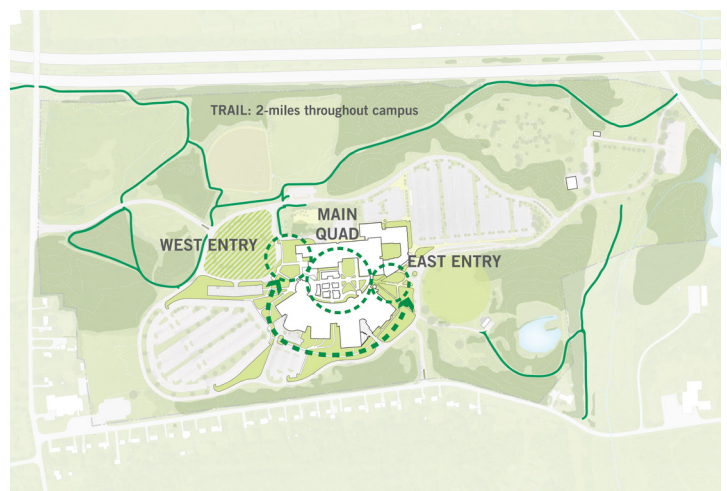 TRAIL: 2-miles throughout campus
MAIN
QUAD
WEST ENTRY
EAST ENTRY